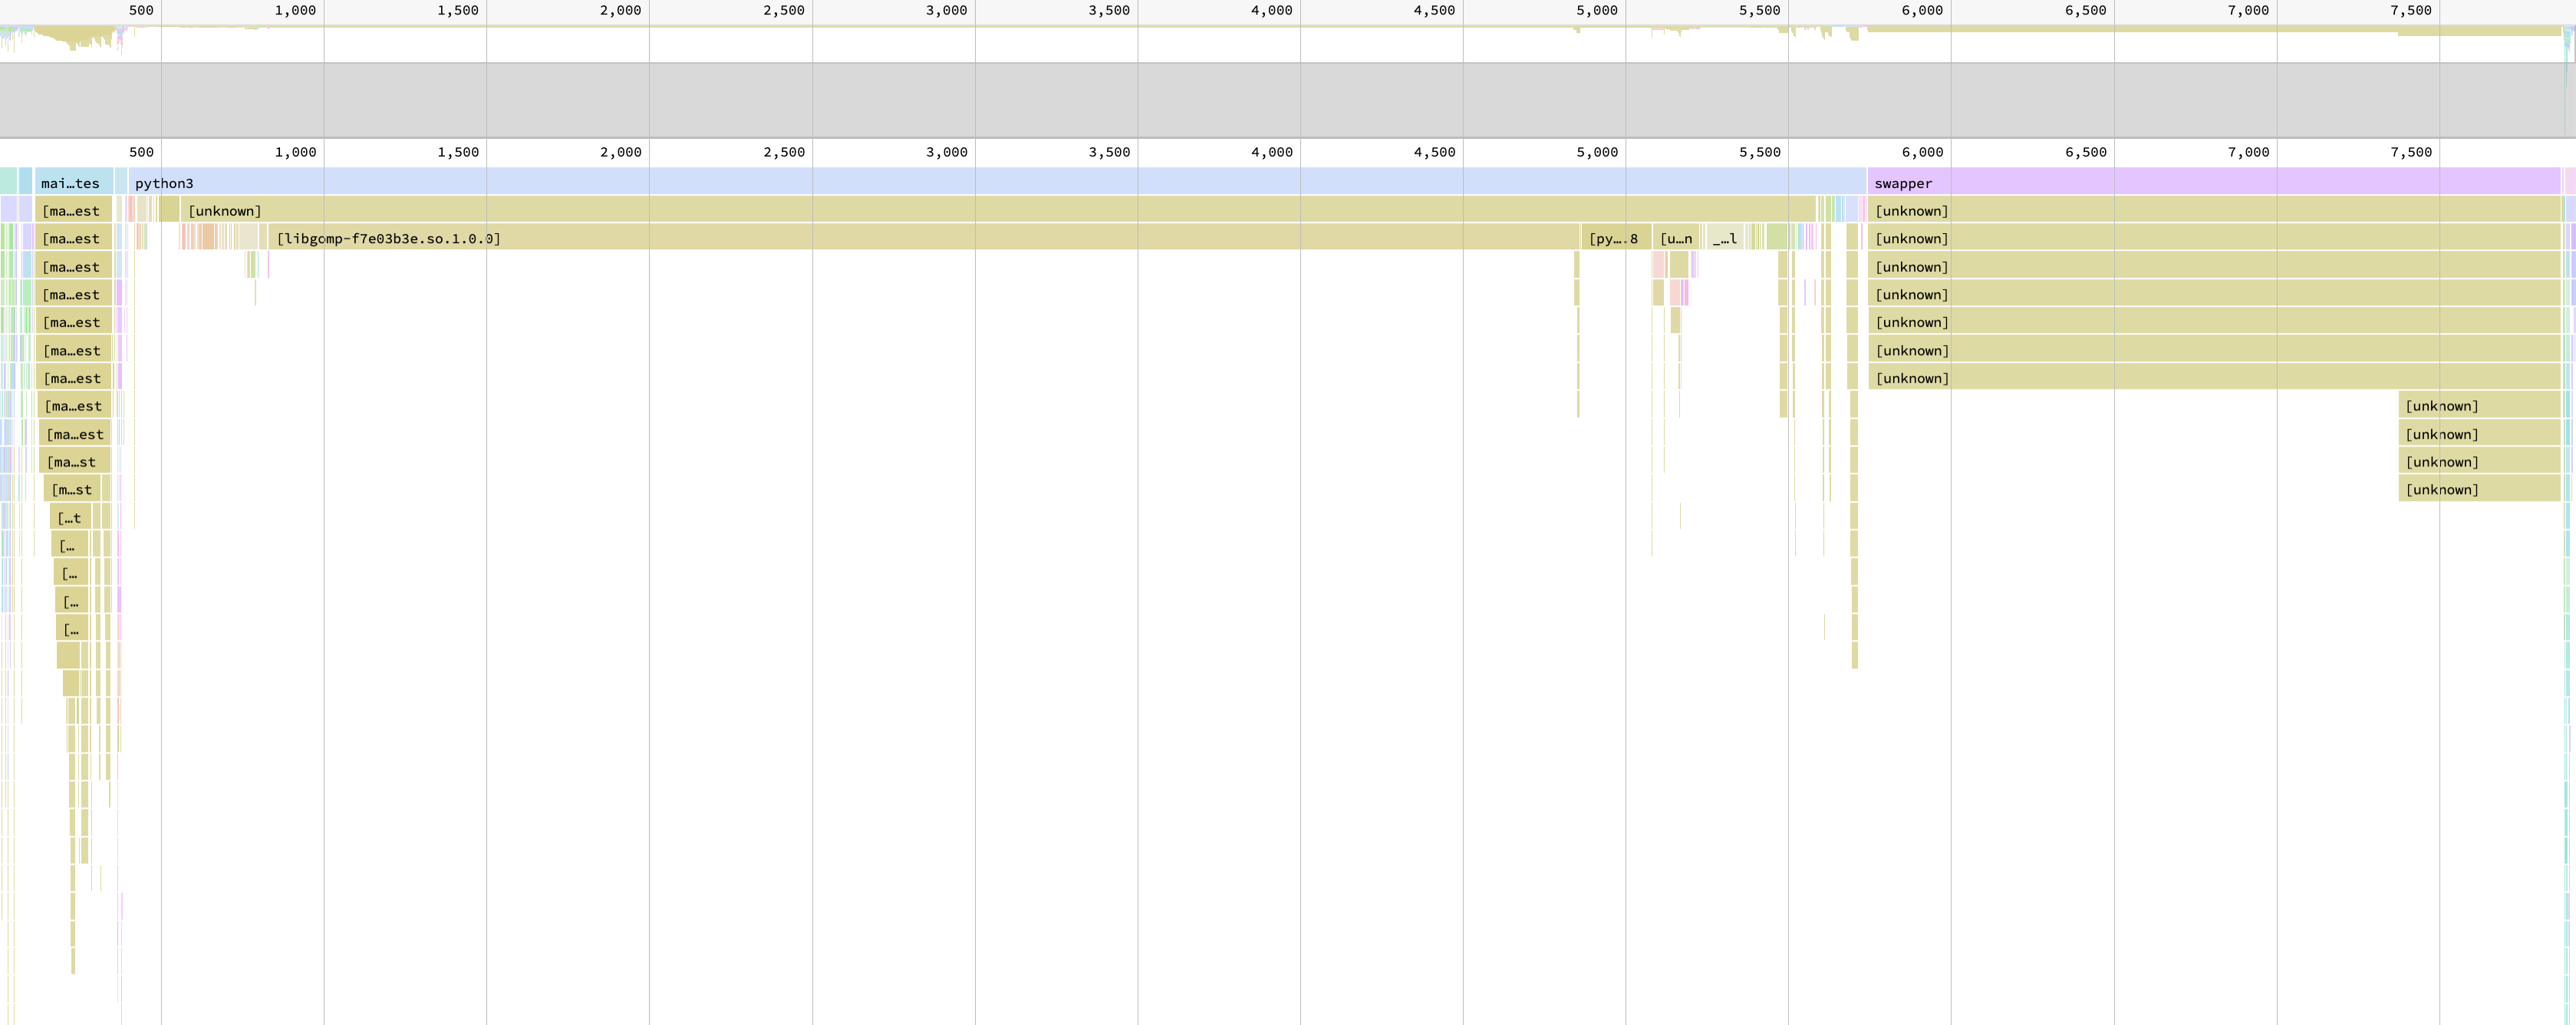 500 1,000 1,500 2,000 2,500 3,000 3,500 4,000 4,500 5,000 5,500 6,000 6,500 7,000 7,500
500 1,000 1,500 2,000 2,500 3,000 3,500 4,000 4,500 5,000 5,500 6,000 6,500 7,000 7,500
mai…tes python3 swapper
[ma…est [unknown] [unknown]
[ma…est [libgomp-f7e03b3e.so.1.0.0] [py….8 [u…n _…l [unknown]
[ma…est [unknown]
[ma…est [unknown]
[ma…est [unknown]
[ma…est [unknown]
[ma…est [unknown]
[ma…est [unknown]
[ma…est [unknown]
[ma…st [unknown]
[m…st [unknown]
[…t
[…
[…
[…
[…